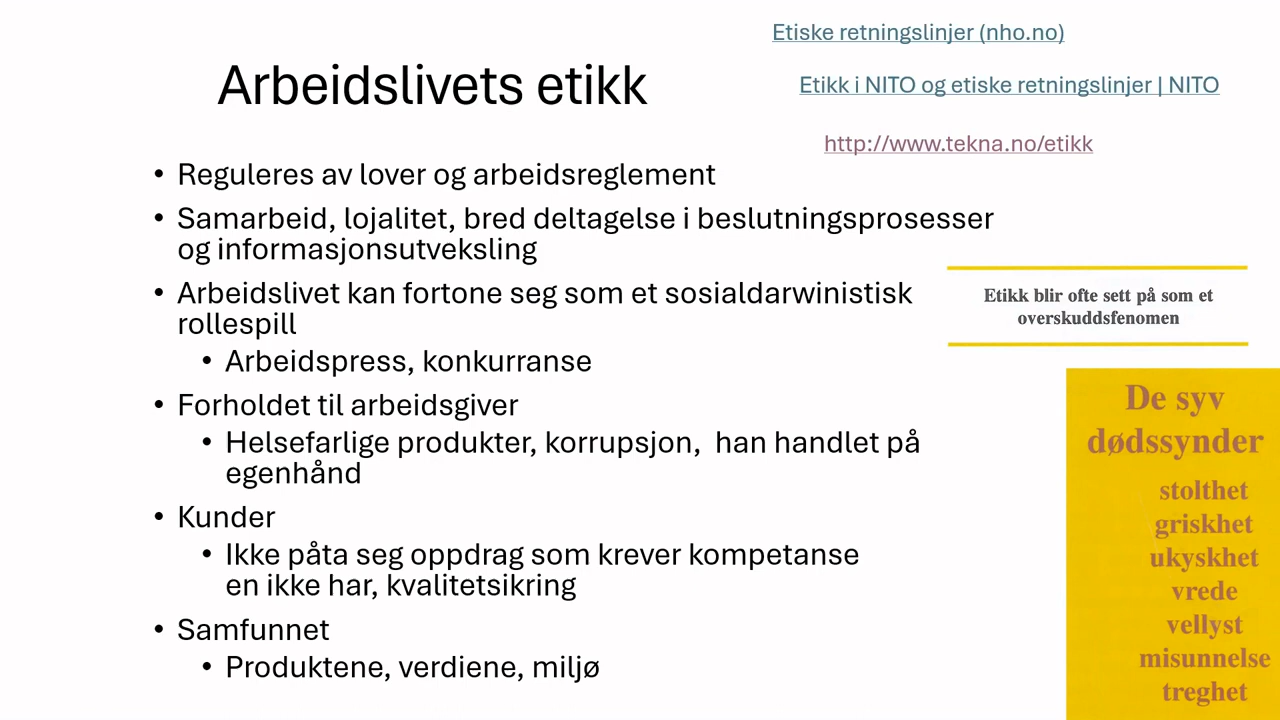 Etiske retningslinjer (nho.no)
Arbeidslivets etikk
Etikk i NITO og etiske retningslinjer | NITO
http://www.tekna.no/etikk
• Reguleres av lover og arbeidsreglement
• Samarbeid, lojalitet, bred deltagelse i beslutningsprosesser
og informasjonsutveksling
• Arbeidslivet kan fortone seg som et sosialdarwinistisk
rollespill
• Arbeidspress, konkurranse
• Forholdet til arbeidsgiver
• Helsefarlige produkter, korrupsjon,  han handlet på
egenhånd
• Kunder
• Ikke påta seg oppdrag som krever kompetanse
en ikke har, kvalitetsikring
• Samfunnet
• Produktene, verdiene, miljø
Etikk blir ofte sett på som et
overskuddsfenomen
De syv
dødssynder
stolthet
griskhet
ukyskhet
vrede
vellyst
misunnelse
treghet